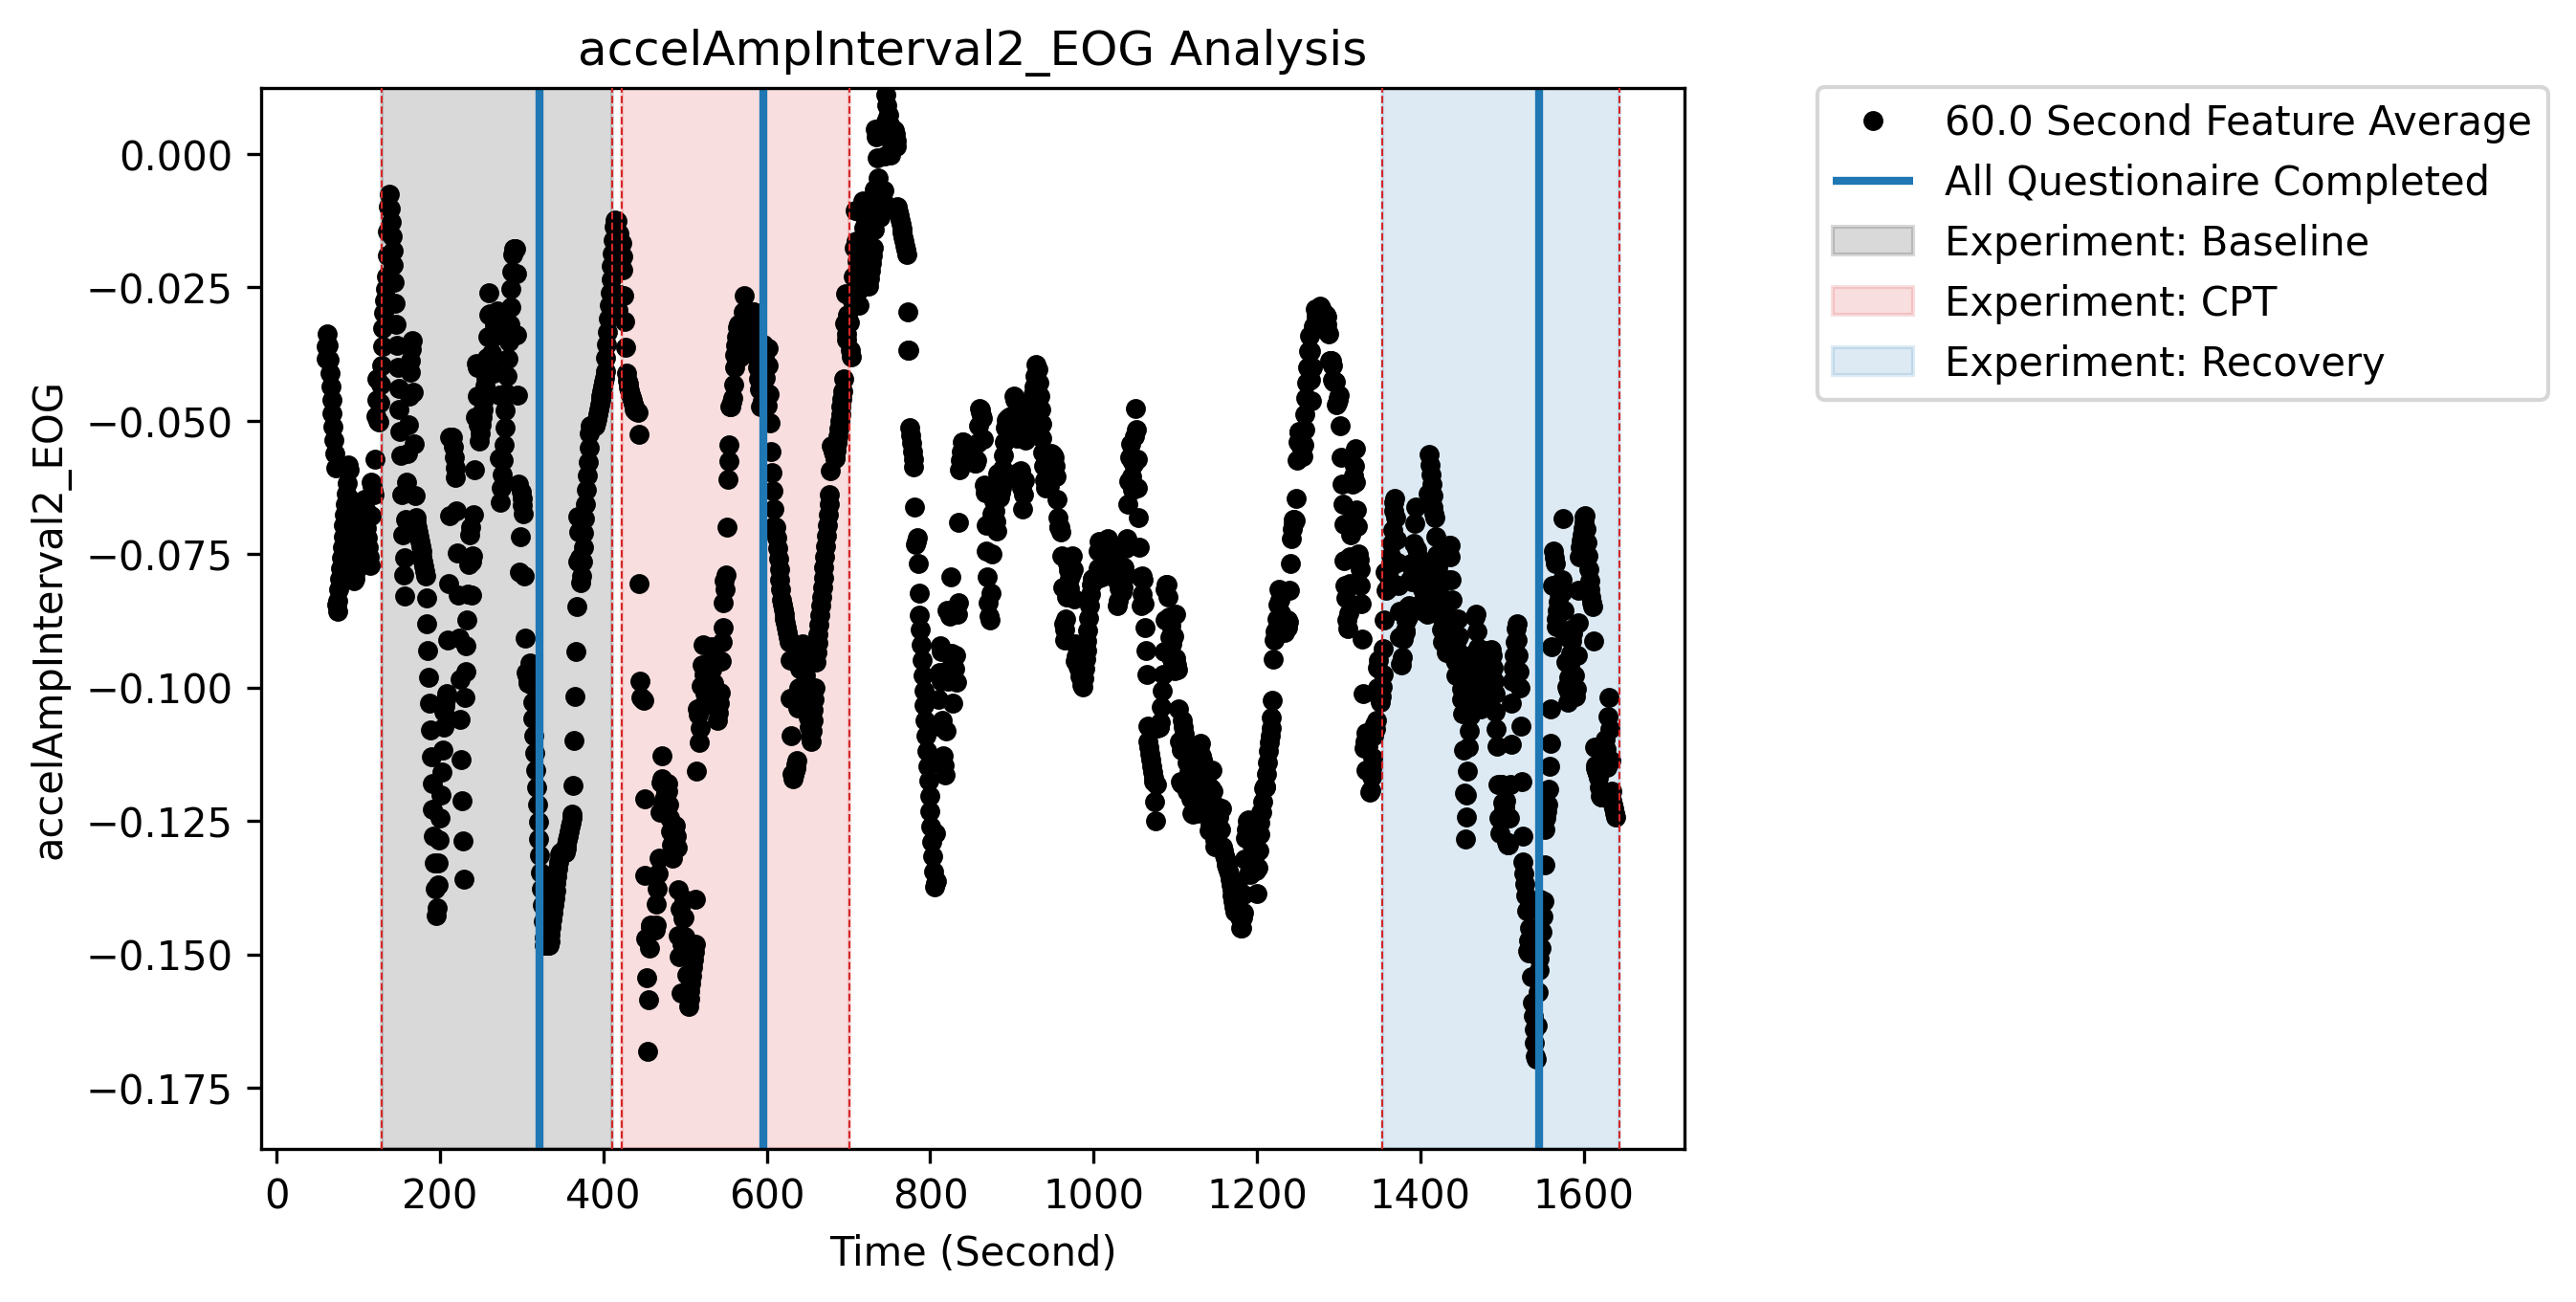 accelAmpInterval2_EOG Analysis
accelAmpInterval2_EOG
0.000
−0.025
−0.050
−0.075
−0.100
−0.125
−0.150
−0.175
0 200 400 600 800 1000 1200 1400 1600
Time (Second)
60.0 Second Feature Average
All Questionaire Completed
Experiment: Baseline
Experiment: CPT
Experiment: Recovery